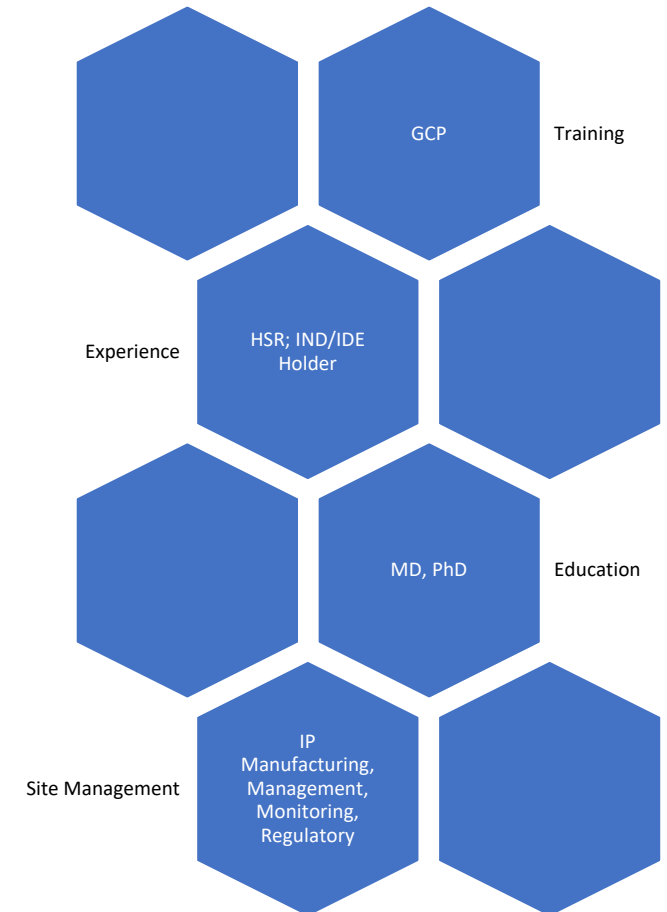 GCP
Training
Experience
HSR; IND/IDE
Holder
MD, PhD
Education
Site Management
IP
Manufacturing,
Management,
Monitoring,
Regulatory